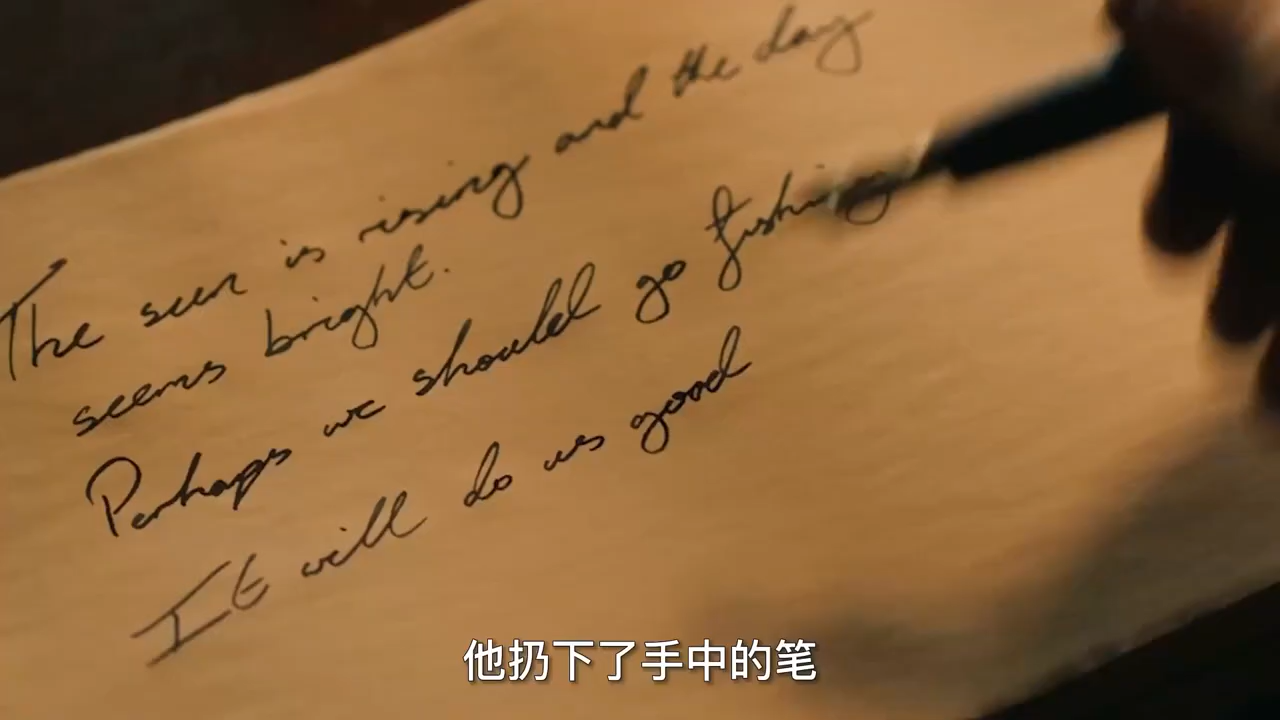 The sun is rising and the day
seems bright.
Perhaps we should go fishing
It will do us good
他扔下了手中的笔